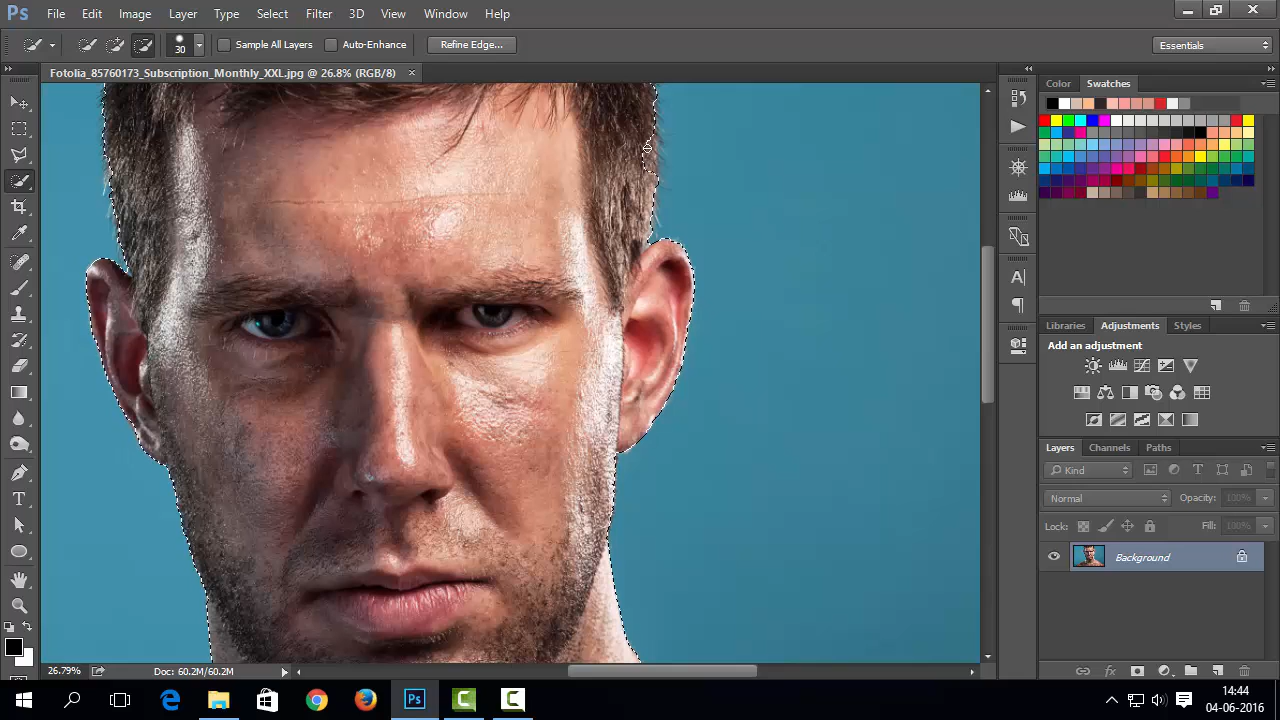 Ps File Edit Image Layer Type Select Filter 3D View Window Help
30 Sample All Layers Auto-Enhance Refine Edge... Essentials
Fotolia_85760173_Subscription_Monthly_XXL.jpg @ 26.8% (RGB/8)
Color Swatches
Libraries Adjustments Styles
Add an adjustment
Layers Channels Paths
Kind
Normal Opacity: 100%
Lock: Fill: 100%
Background
26.79% Doc: 60.2M/60.2M
14:44
04-06-2016